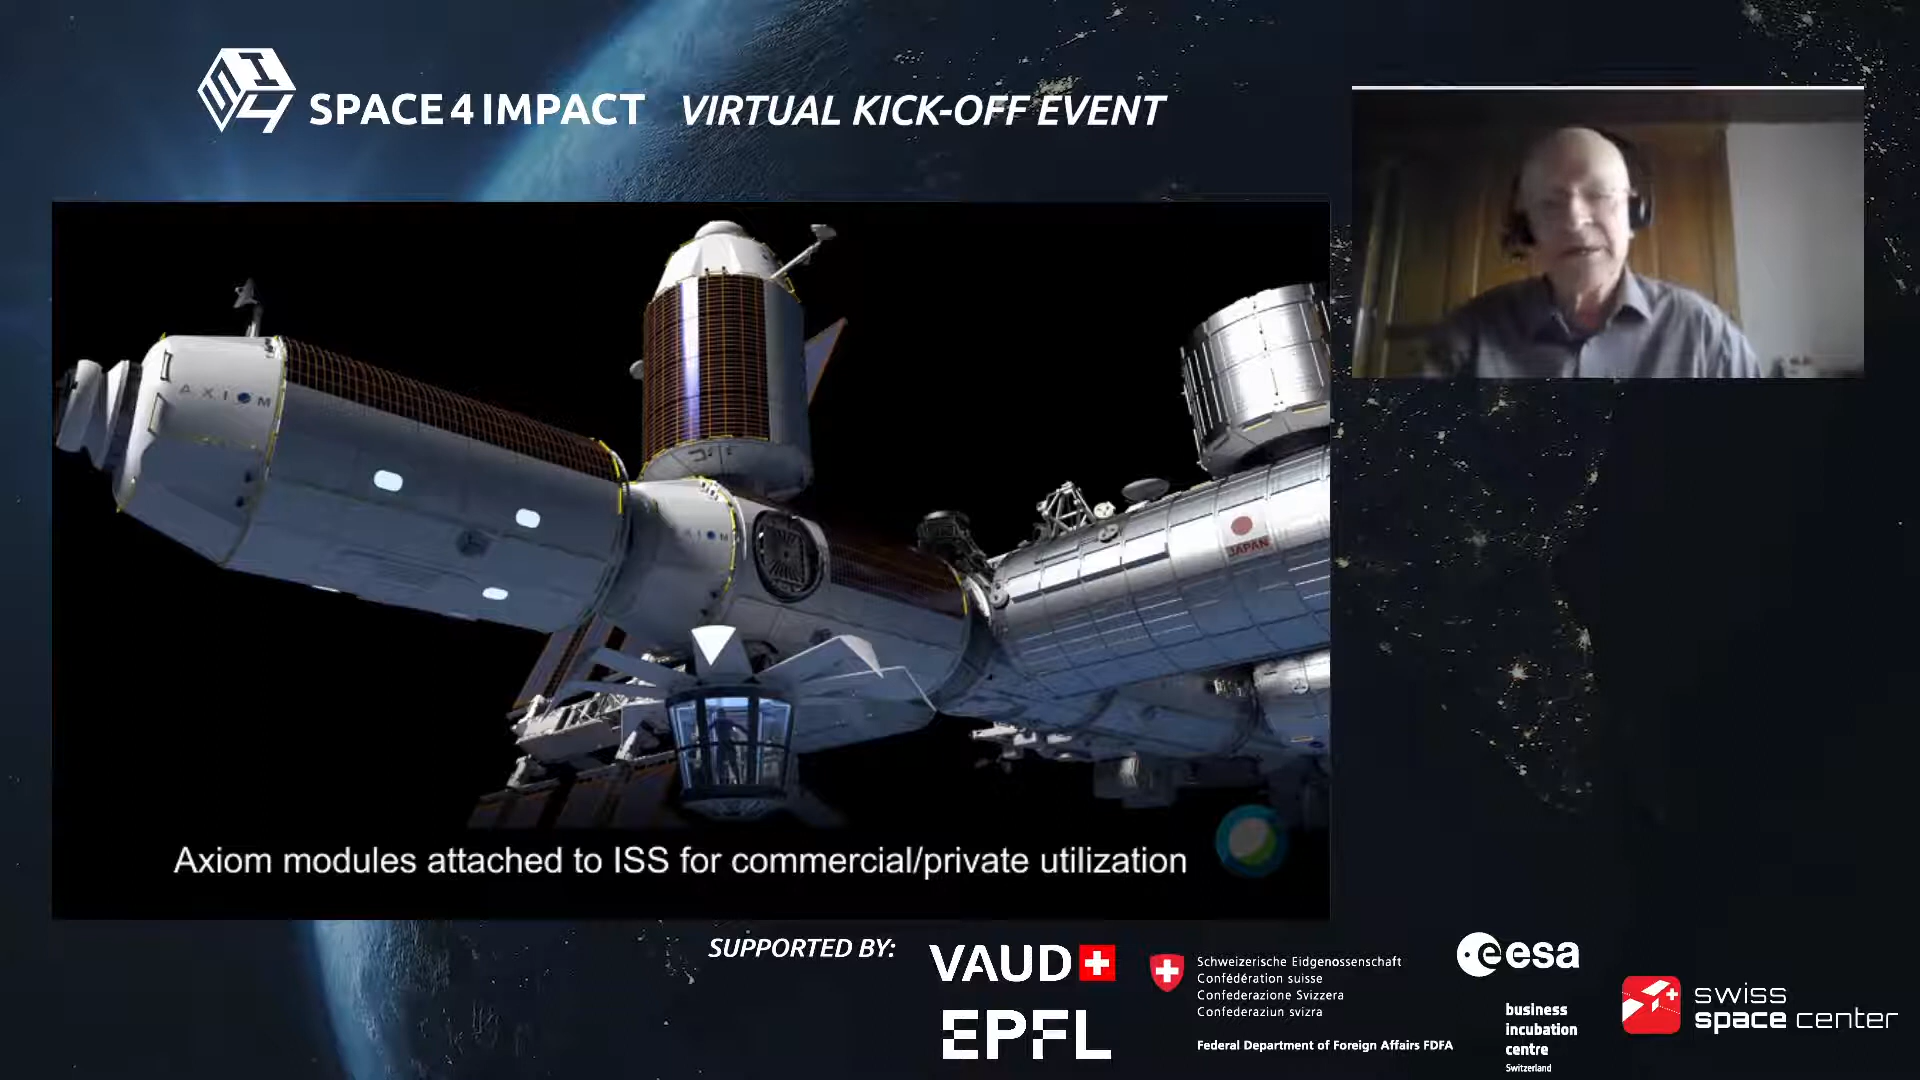 SPACE4IMPACT VIRTUAL KICK-OFF EVENT
AXIOM
AXIOM
JAPAN
Axiom modules attached to ISS for commercial/private utilization
SUPPORTED BY:
VAUD
EPFL
Schweizerische Eidgenossenschaft
Confédération suisse
Confederazione Svizzera
Confederaziun svizra
Federal Department of Foreign Affairs FDFA
esa
business
incubation
centre
Switzerland
swiss
space center